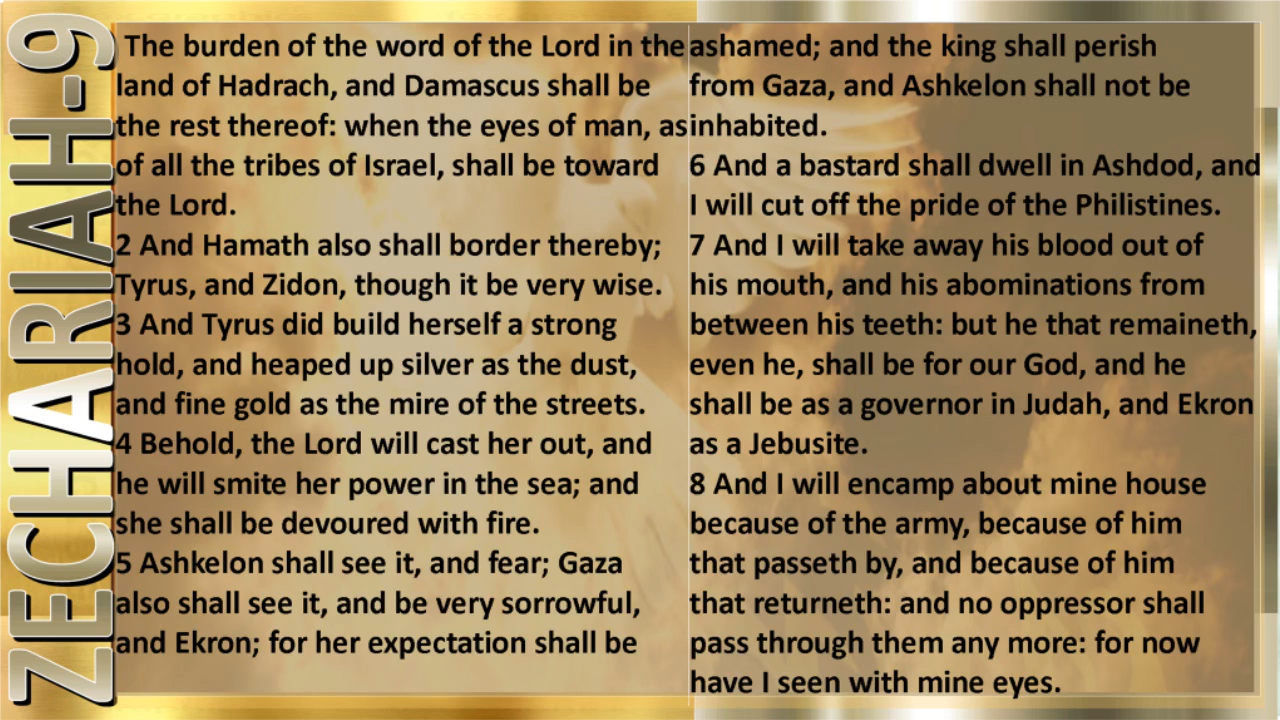 ZECHARIAH-9
The burden of the word of the Lord in the
land of Hadrach, and Damascus shall be
the rest thereof: when the eyes of man, as
of all the tribes of Israel, shall be toward
the Lord.
2 And Hamath also shall border thereby;
Tyrus, and Zidon, though it be very wise.
3 And Tyrus did build herself a strong
hold, and heaped up silver as the dust,
and fine gold as the mire of the streets.
4 Behold, the Lord will cast her out, and
he will smite her power in the sea; and
she shall be devoured with fire.
5 Ashkelon shall see it, and fear; Gaza
also shall see it, and be very sorrowful,
and Ekron; for her expectation shall be
ashamed; and the king shall perish
from Gaza, and Ashkelon shall not be
inhabited.
6 And a bastard shall dwell in Ashdod, and
I will cut off the pride of the Philistines.
7 And I will take away his blood out of
his mouth, and his abominations from
between his teeth: but he that remaineth,
even he, shall be for our God, and he
shall be as a governor in Judah, and Ekron
as a Jebusite.
8 And I will encamp about mine house
because of the army, because of him
that passeth by, and because of him
that returneth: and no oppressor shall
pass through them any more: for now
have I seen with mine eyes.